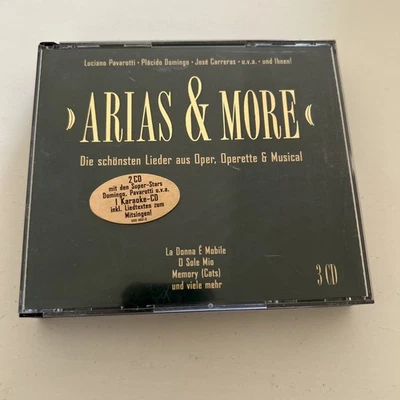 Luciano Pavarotti · Plácido Domingo · José Carreras · u.v.a. · und Ihnen!
ARIAS & MORE
Die schönsten Lieder aus Oper, Operette & Musical
2 CD
mit den Super-Stars
Domingo, Pavarotti u.v.a.
1 Karaoke-CD
inkl. Liedtexten zum
Mitsingen!
La Donna È Mobile
O Sole Mio
Memory (Cats)
und viele mehr
3 CD